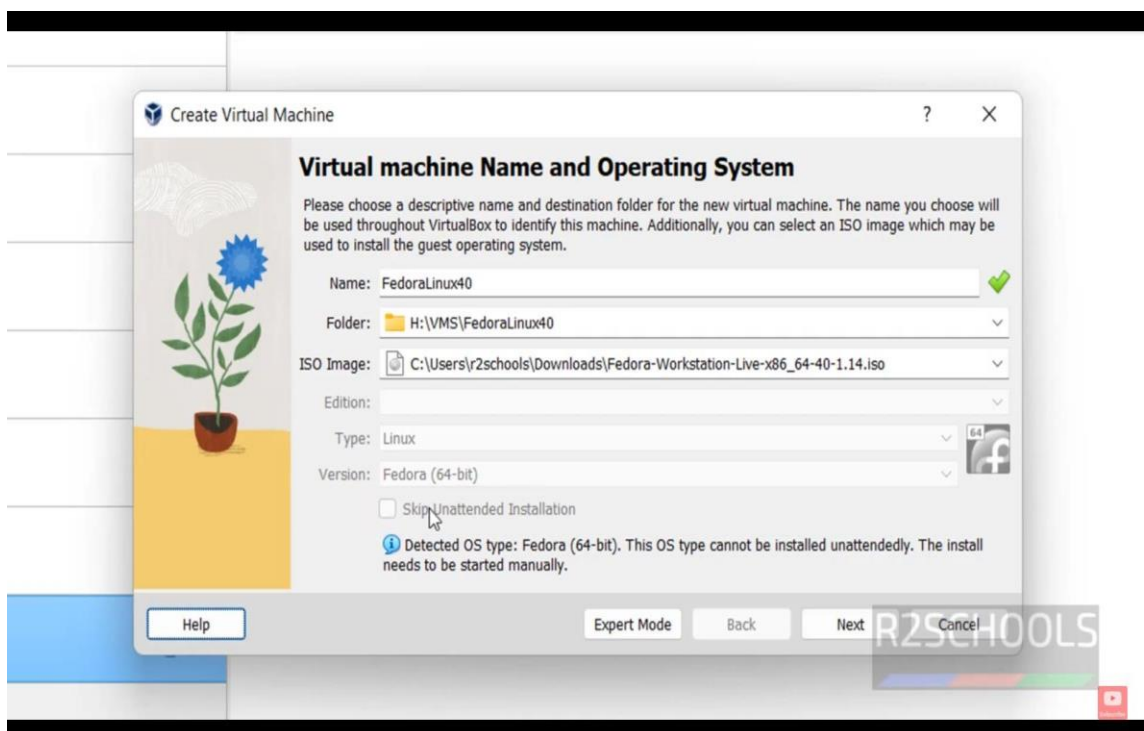 Create Virtual Machine
?
Virtual machine Name and Operating System
Please choose a descriptive name and destination folder for the new virtual machine. The name you choose will
be used throughout VirtualBox to identify this machine. Additionally, you can select an ISO image which may be
used to install the guest operating system.
Name: FedoraLinux40
Folder: H:\VMS\FedoraLinux40
ISO Image: C:\Users\r2schools\Downloads\Fedora-Workstation-Live-x86_64-40-1.14.iso
Edition:
Type: Linux
64
Version: Fedora (64-bit)
Skip Unattended Installation
Detected OS type: Fedora (64-bit). This OS type cannot be installed unattendedly. The install
needs to be started manually.
Help Expert Mode Back Next Cancel
R2SCHOOLS